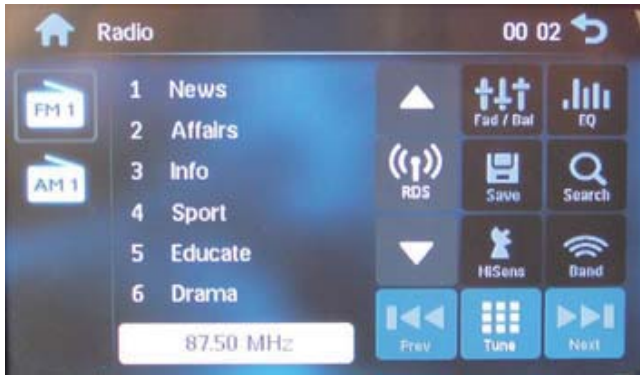 Radio
00 02
FM 1
AM 1
1 News
2 Affairs
3 Info
4 Sport
5 Educate
6 Drama
87.50 MHz
Fad / Bal
EQ
RDS
Save
Search
HiSens
Band
Prev
Tune
Next